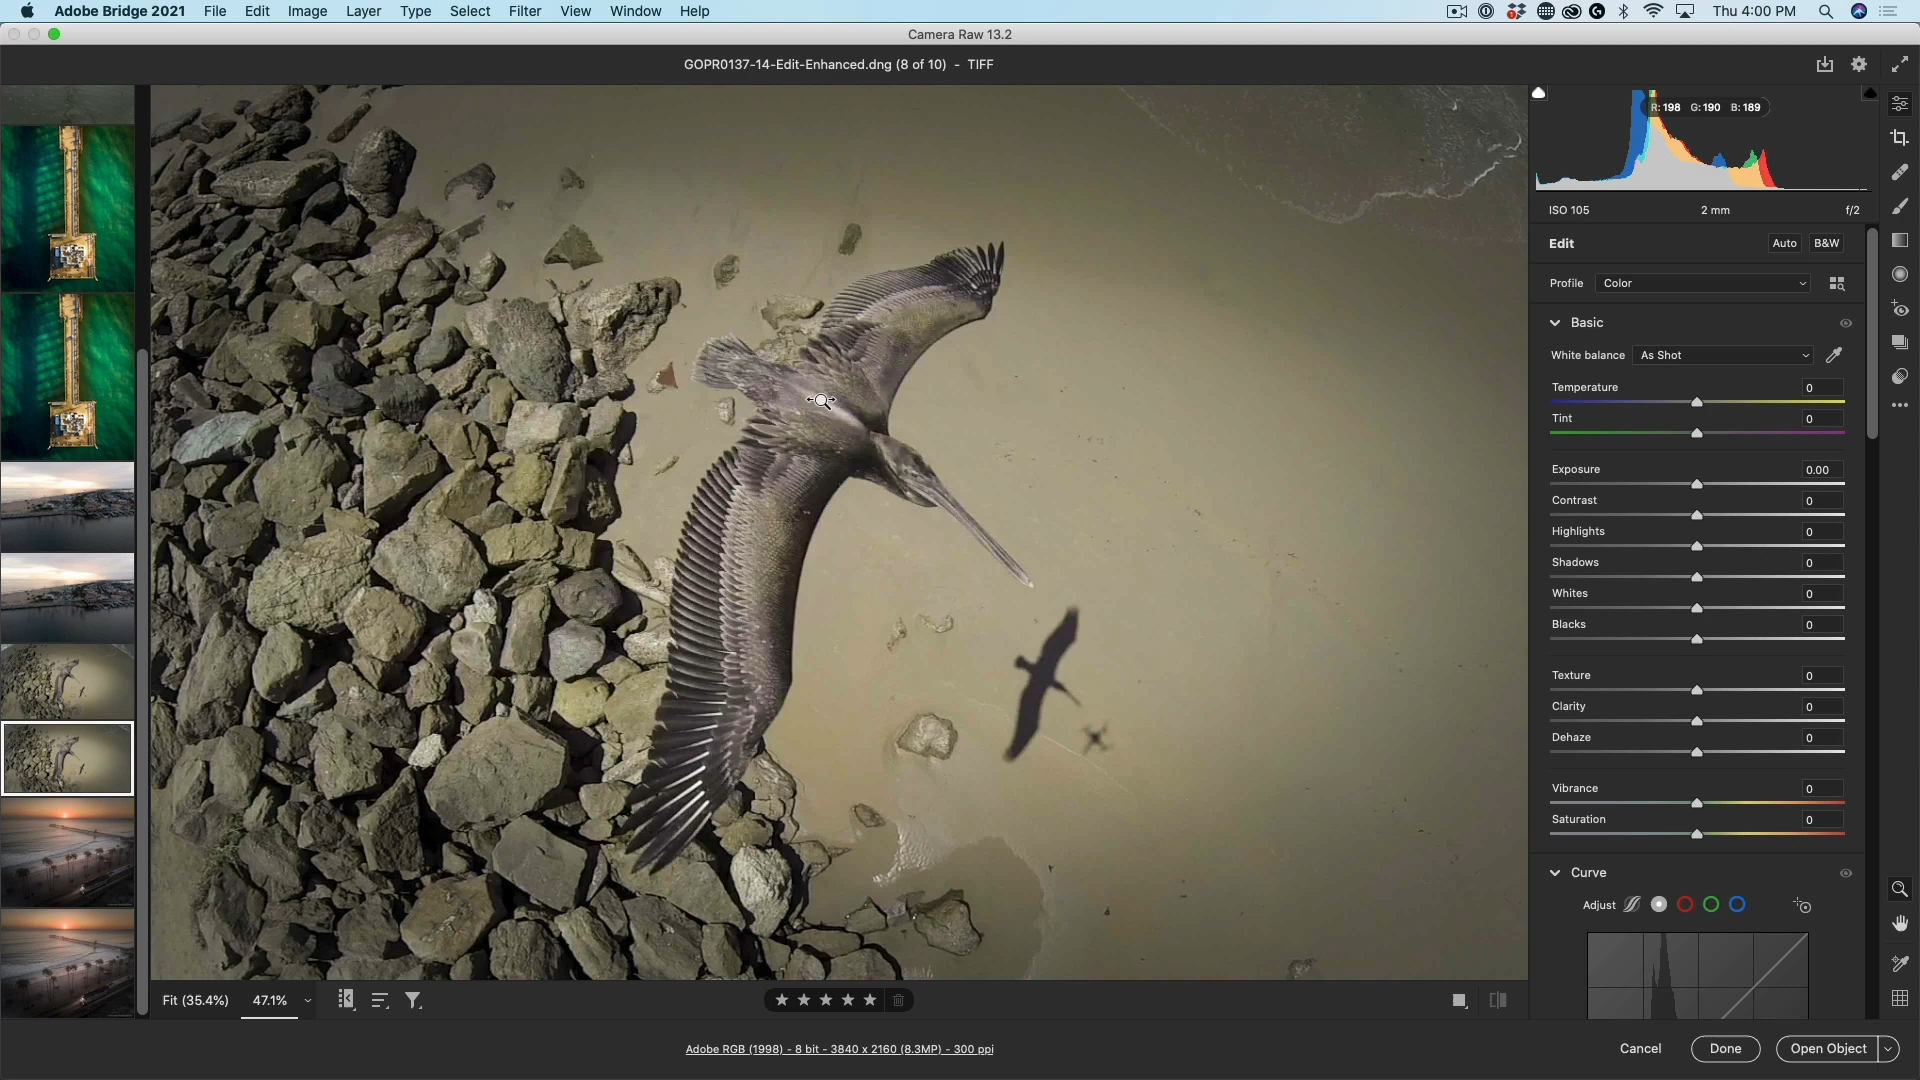 Adobe Bridge 2021 File Edit Image Layer Type Select Filter View Window Help Thu 4:00 PM
Camera Raw 13.2
GOPR0137-14-Edit-Enhanced.dng (8 of 10) - TIFF
R: 198 G: 190 B: 189
ISO 105 2 mm f/2
Edit Auto B&W
Profile Color
Basic
White balance As Shot
Temperature 0
Tint 0
Exposure 0.00
Contrast 0
Highlights 0
Shadows 0
Whites 0
Blacks 0
Texture 0
Clarity 0
Dehaze 0
Vibrance 0
Saturation 0
Curve
Adjust
Fit (35.4%) 47.1%
Adobe RGB (1998) - 8 bit - 3840 x 2160 (8.3MP) - 300 ppi
Cancel Done Open Object